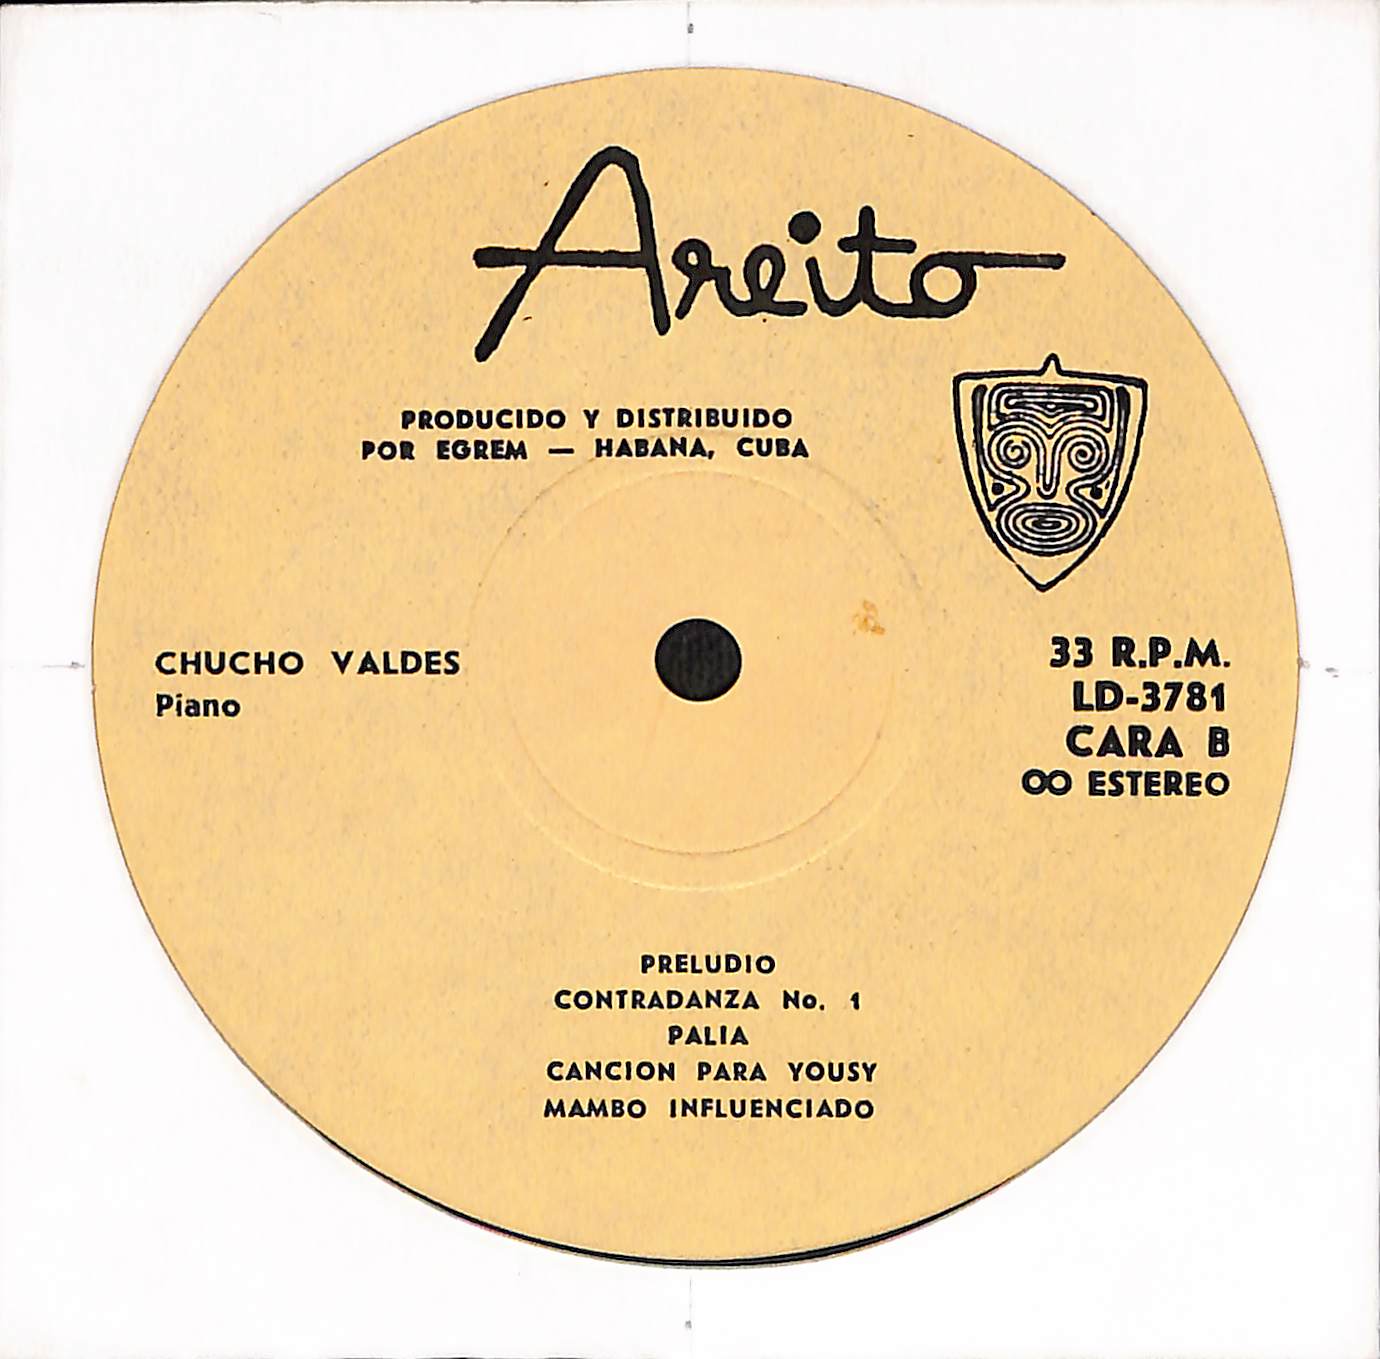 Areito
PRODUCIDO Y DISTRIBUIDO
POR EGREM — HABANA, CUBA
CHUCHO VALDES
Piano
33 R.P.M.
LD-3781
CARA B
∞ ESTEREO
PRELUDIO
CONTRADANZA No. 1
PALIA
CANCION PARA YOUSY
MAMBO INFLUENCIADO